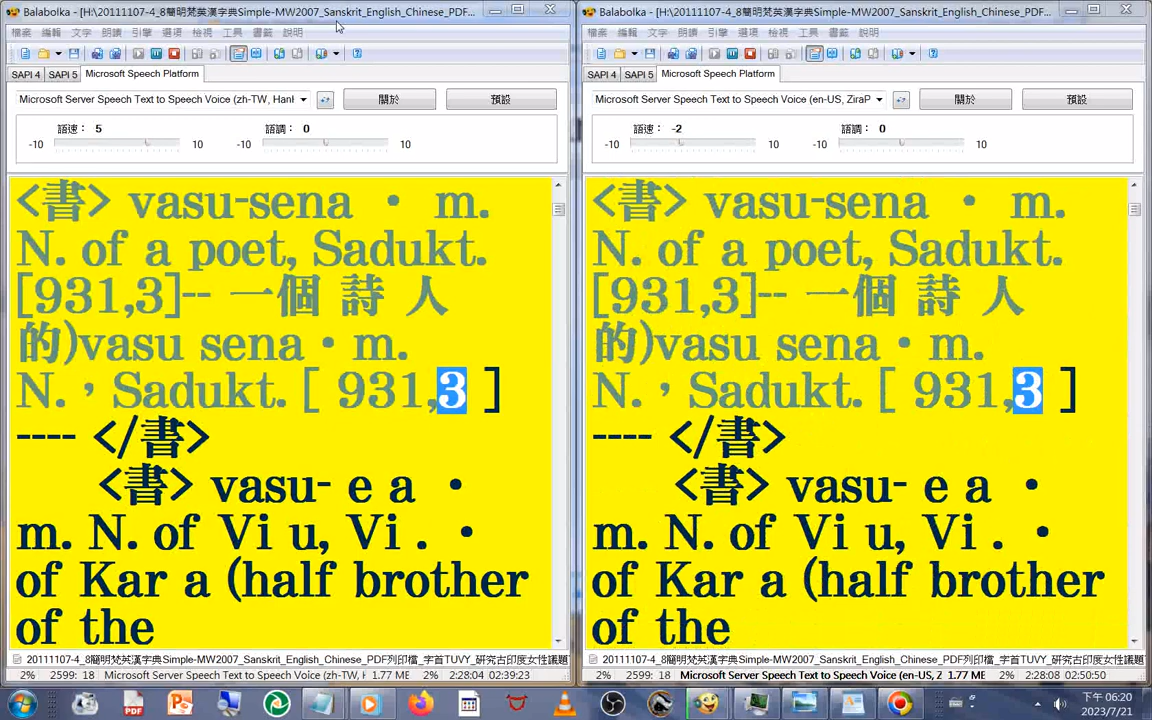 Balabolka - [H:\20111107-4_8簡明梵英漢字典Simple-MW2007_Sanskrit_English_Chinese_PDF...
檔案 編輯 文字 朗讀 引擎 選項 檢視 工具 書籤 說明
SAPI 4 SAPI 5 Microsoft Speech Platform
Microsoft Server Speech Text to Speech Voice (zh-TW, Hanl
關於
預設
語速： 5 語調： 0
-10 10 -10 10
<書> vasu-sena • m.
N. of a poet, Sadukt.
[931,3]-- 一個 詩 人
的)vasu sena • m.
N.，Sadukt. [ 931,3 ]
---- </書>
<書> vasu- e a •
m. N. of Vi u, Vi . •
of Kar a (half brother
of the
20111107-4_8簡明梵英漢字典Simple-MW2007_Sanskrit_English_Chinese_PDF列印檔_字首TUVY_研究古印度女性議題
2% 2599: 18 Microsoft Server Speech Text to Speech Voice (zh-TW, H 1.77 MB 2% 2:28:04 02:39:23
Balabolka - [H:\20111107-4_8簡明梵英漢字典Simple-MW2007_Sanskrit_English_Chinese_PDF...
檔案 編輯 文字 朗讀 引擎 選項 檢視 工具 書籤 說明
SAPI 4 SAPI 5 Microsoft Speech Platform
Microsoft Server Speech Text to Speech Voice (en-US, ZiraP
關於
預設
語速： -2 語調： 0
-10 10 -10 10
<書> vasu-sena • m.
N. of a poet, Sadukt.
[931,3]-- 一個 詩 人
的)vasu sena • m.
N.，Sadukt. [ 931,3 ]
---- </書>
<書> vasu- e a •
m. N. of Vi u, Vi . •
of Kar a (half brother
of the
20111107-4_8簡明梵英漢字典Simple-MW2007_Sanskrit_English_Chinese_PDF列印檔_字首TUVY_研究古印度女性議題
2% 2599: 18 Microsoft Server Speech Text to Speech Voice (en-US, Z 1.77 MB 2% 2:28:08 02:50:50
PDF
下午 06:20
2023/7/21